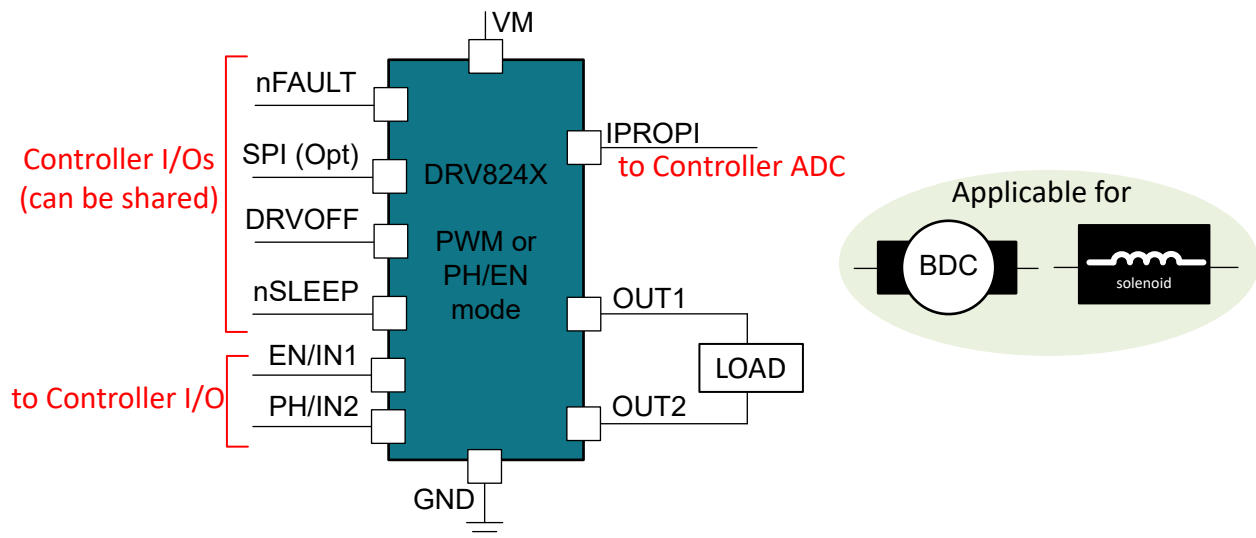 VM
nFAULT
SPI (Opt)
DRVOFF
nSLEEP
Controller I/Os
(can be shared)
EN/IN1
PH/IN2
to Controller I/O
DRV824X
PWM or
PH/EN
mode
IPROPI
to Controller ADC
OUT1
LOAD
OUT2
GND
Applicable for
BDC
solenoid